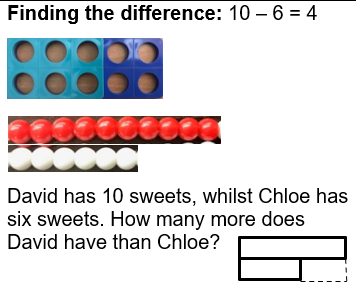 Finding the difference: 10 – 6 = 4
David has 10 sweets, whilst Chloe has
six sweets. How many more does
David have than Chloe?